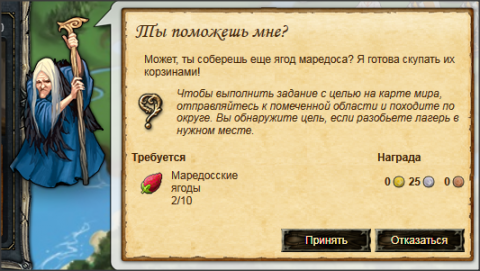 Ты поможешь мне?
Может, ты соберешь еще ягод маредоса? Я готова скупать их
корзинами!
Чтобы выполнить задание с целью на карте мира,
отправляйтесь к помеченной области и походите по
округе. Вы обнаружите цель, если разобьете лагерь в
нужном месте.
Требуется Награда
Маредосские
ягоды
2/10
0 25 0
Принять Отказаться